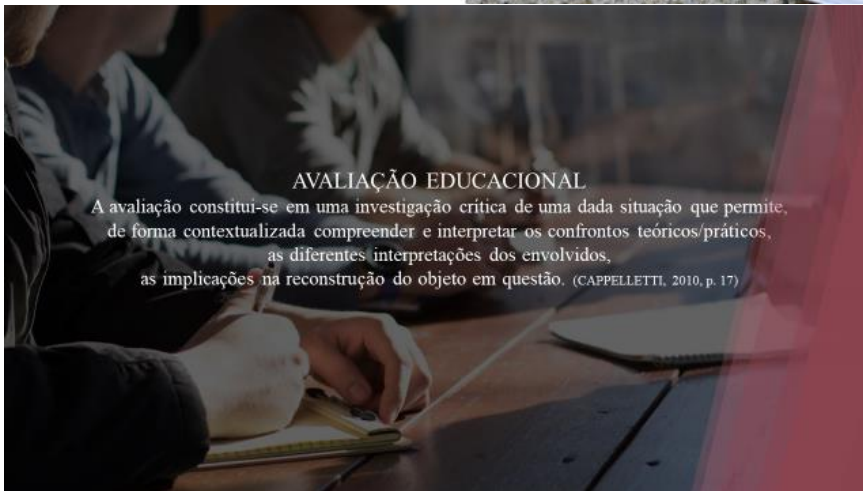 AVALIAÇÃO EDUCACIONAL
A avaliação constitui-se em uma investigação crítica de uma dada situação que permite,
de forma contextualizada compreender e interpretar os confrontos teóricos/práticos,
as diferentes interpretações dos envolvidos,
as implicações na reconstrução do objeto em questão. (CAPPELLETTI, 2010, p. 17)